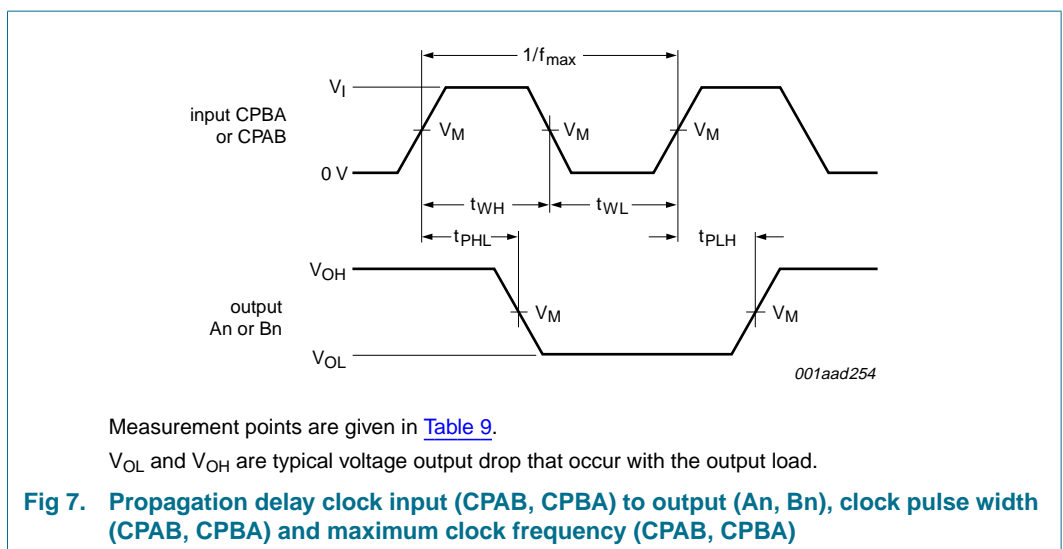 1/fmax
VI
input CPBA
or CPAB
VM
VM
VM
0 V
tWH
tWL
tPHL
tPLH
VOH
output
An or Bn
VM
VM
VOL
001aad254
Measurement points are given in Table 9.
VOL and VOH are typical voltage output drop that occur with the output load.
Fig 7. Propagation delay clock input (CPAB, CPBA) to output (An, Bn), clock pulse width
(CPAB, CPBA) and maximum clock frequency (CPAB, CPBA)